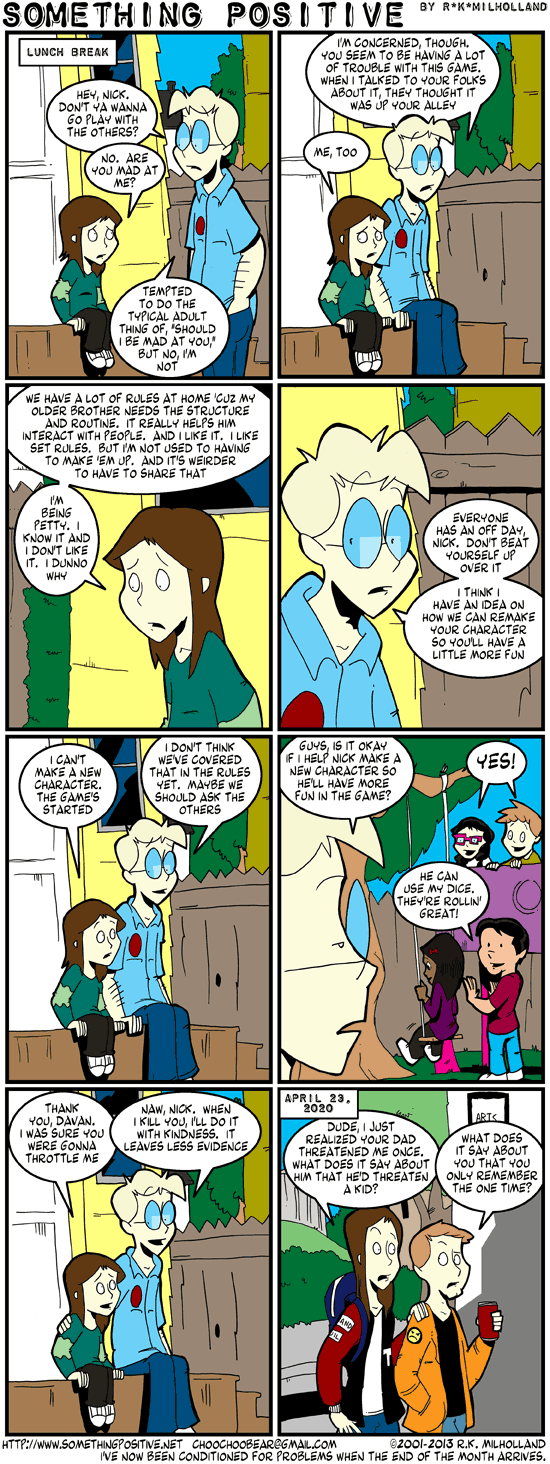 SOMETHING POSITIVE BY R*K*MILHOLLAND
LUNCH BREAK
HEY, NICK.
DON'T YA WANNA
GO PLAY WITH
THE OTHERS?
NO. ARE
YOU MAD AT
ME?
TEMPTED
TO DO THE
TYPICAL ADULT
THING OF, "SHOULD
I BE MAD AT YOU,"
BUT NO, I'M
NOT
I'M CONCERNED, THOUGH.
YOU SEEM TO BE HAVING A LOT
OF TROUBLE WITH THIS GAME.
WHEN I TALKED TO YOUR FOLKS
ABOUT IT, THEY THOUGHT IT
WAS UP YOUR ALLEY
ME, TOO
WE HAVE A LOT OF RULES AT HOME 'CUZ MY
OLDER BROTHER NEEDS THE STRUCTURE
AND ROUTINE. IT REALLY HELPS HIM
INTERACT WITH PEOPLE. AND I LIKE IT. I LIKE
SET RULES. BUT I'M NOT USED TO HAVING
TO MAKE 'EM UP. AND IT'S WEIRDER
TO HAVE TO SHARE THAT
I'M
BEING
PETTY. I
KNOW IT AND
I DON'T LIKE
IT. I DUNNO
WHY
EVERYONE
HAS AN OFF DAY,
NICK. DON'T BEAT
YOURSELF UP
OVER IT
I THINK I
HAVE AN IDEA ON
HOW WE CAN REMAKE
YOUR CHARACTER
SO YOU'LL HAVE A
LITTLE MORE FUN
I CAN'T
MAKE A NEW
CHARACTER.
THE GAME'S
STARTED
I DON'T THINK
WE'VE COVERED
THAT IN THE RULES
YET. MAYBE WE
SHOULD ASK THE
OTHERS
GUYS, IS IT OKAY
IF I HELP NICK MAKE A
NEW CHARACTER SO
HE'LL HAVE MORE
FUN IN THE GAME?
YES!
HE CAN
USE MY DICE.
THEY'RE ROLLIN'
GREAT!
THANK
YOU, DAVAN.
I WAS SURE YOU
WERE GONNA
THROTTLE ME
NAW, NICK. WHEN
I KILL YOU, I'LL DO IT
WITH KINDNESS. IT
LEAVES LESS EVIDENCE
APRIL 23,
2020
ARTS
DUDE, I JUST
REALIZED YOUR DAD
THREATENED ME ONCE.
WHAT DOES IT SAY ABOUT
HIM THAT HE'D THREATEN
A KID?
WHAT DOES
IT SAY ABOUT
YOU THAT YOU
ONLY REMEMBER
THE ONE TIME?
AND
HTTP://WWW.SOMETHINGPOSITIVE.NET CHOOCHOOBEAR@GMAIL.COM ©2001-2013 R.K. MILHOLLAND
I'VE NOW BEEN CONDITIONED FOR PROBLEMS WHEN THE END OF THE MONTH ARRIVES.